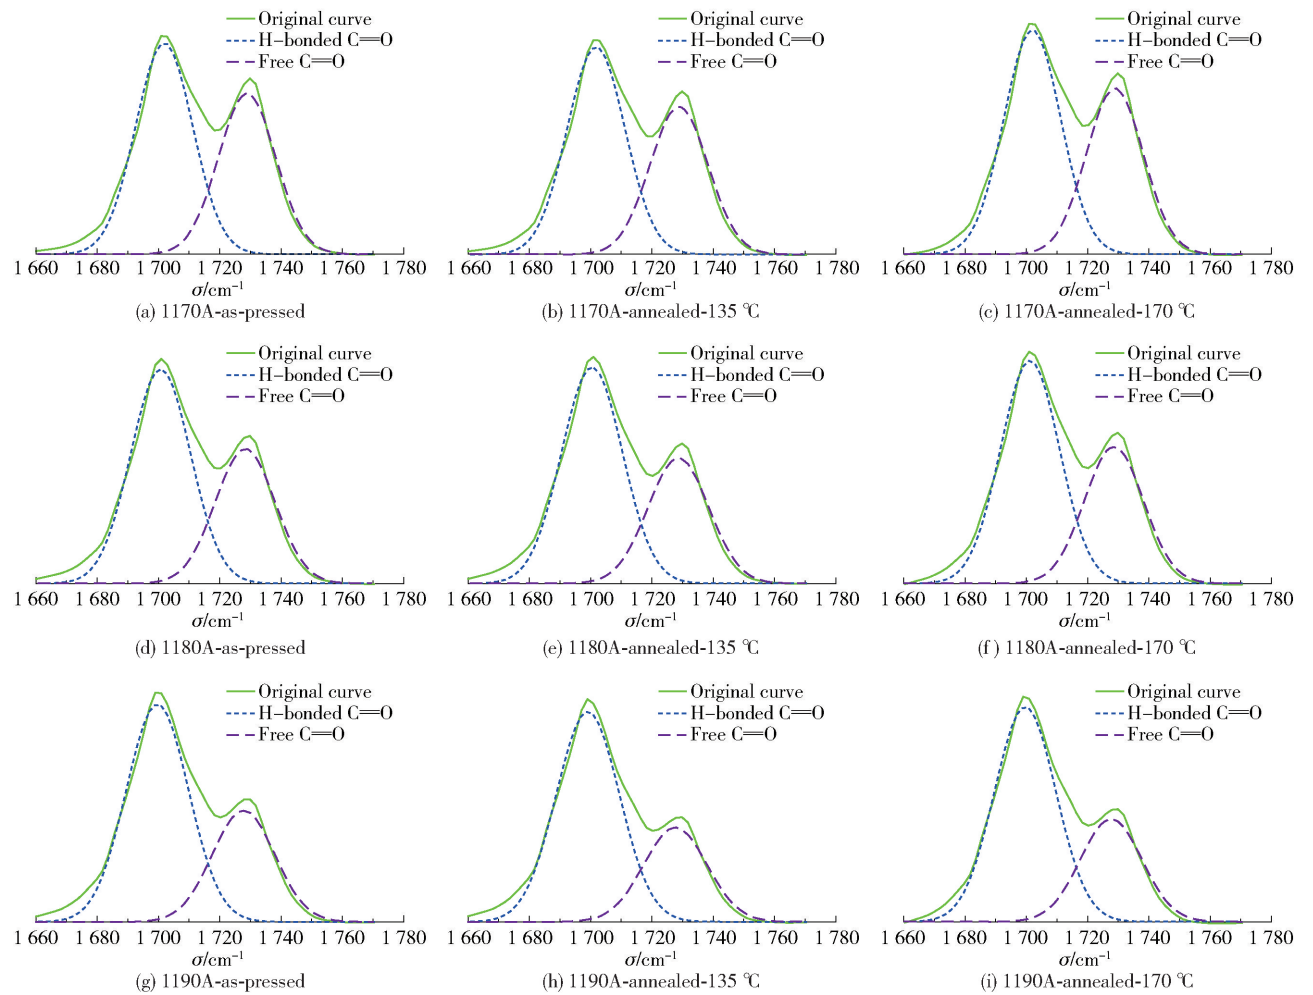 Original curve
H-bonded C=O
Free C=O
1 660 1 680 1 700 1 720 1 740 1 760 1 780
σ/cm⁻¹
(a) 1170A-as-pressed
Original curve
H-bonded C=O
Free C=O
1 660 1 680 1 700 1 720 1 740 1 760 1 780
σ/cm⁻¹
(b) 1170A-annealed-135 ℃
Original curve
H-bonded C=O
Free C=O
1 660 1 680 1 700 1 720 1 740 1 760 1 780
σ/cm⁻¹
(c) 1170A-annealed-170 ℃
Original curve
H-bonded C=O
Free C=O
1 660 1 680 1 700 1 720 1 740 1 760 1 780
σ/cm⁻¹
(d) 1180A-as-pressed
Original curve
H-bonded C=O
Free C=O
1 660 1 680 1 700 1 720 1 740 1 760 1 780
σ/cm⁻¹
(e) 1180A-annealed-135 ℃
Original curve
H-bonded C=O
Free C=O
1 660 1 680 1 700 1 720 1 740 1 760 1 780
σ/cm⁻¹
(f) 1180A-annealed-170 ℃
Original curve
H-bonded C=O
Free C=O
1 660 1 680 1 700 1 720 1 740 1 760 1 780
σ/cm⁻¹
(g) 1190A-as-pressed
Original curve
H-bonded C=O
Free C=O
1 660 1 680 1 700 1 720 1 740 1 760 1 780
σ/cm⁻¹
(h) 1190A-annealed-135 ℃
Original curve
H-bonded C=O
Free C=O
1 660 1 680 1 700 1 720 1 740 1 760 1 780
σ/cm⁻¹
(i) 1190A-annealed-170 ℃